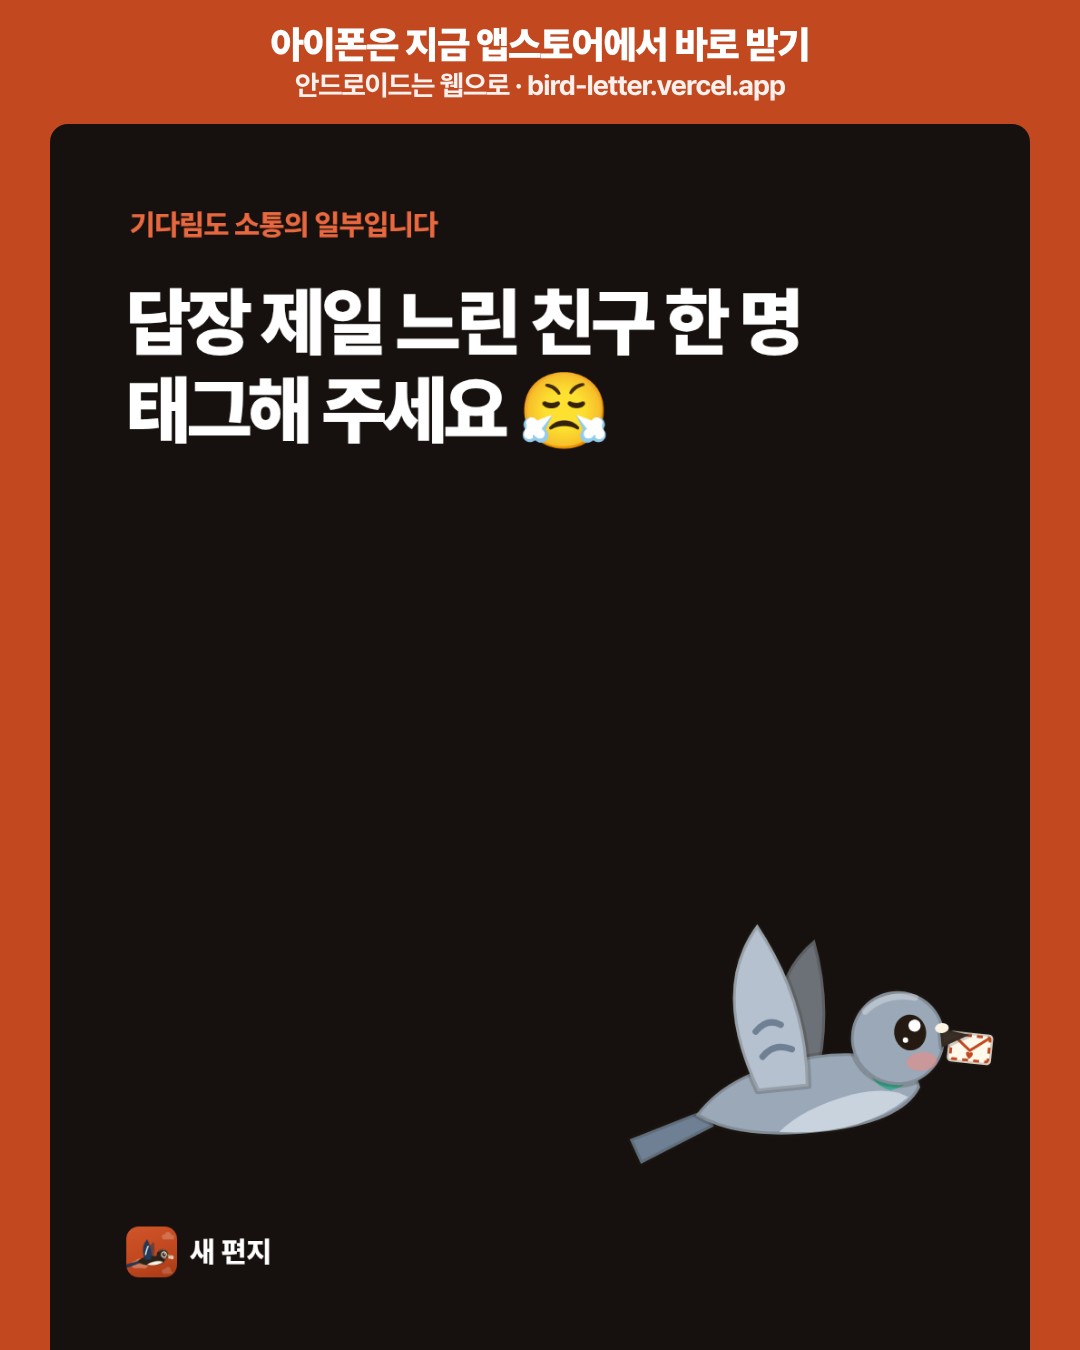 아이폰은 지금 앱스토어에서 바로 받기
안드로이드는 웹으로 · bird-letter.vercel.app
기다림도 소통의 일부입니다
답장 제일 느린 친구 한 명
태그해 주세요 😤
새 편지